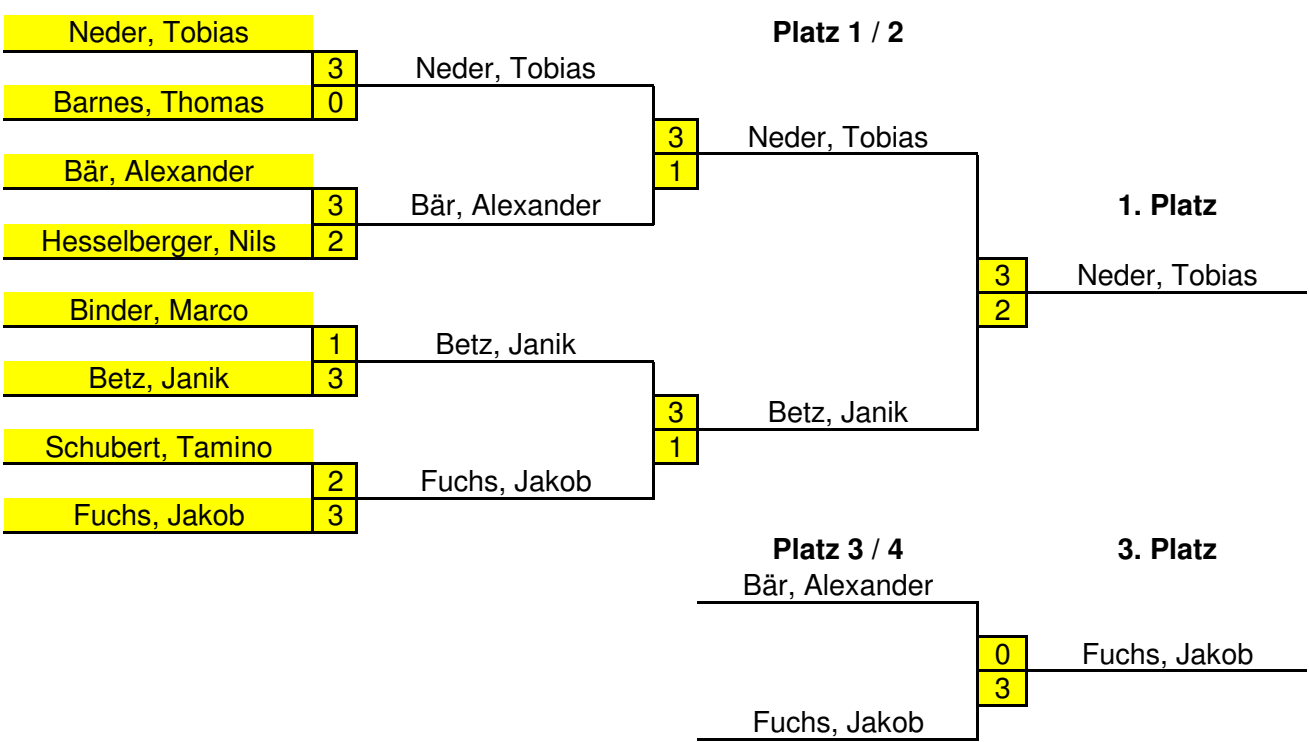 Neder, Tobias Platz 1 / 2
3 Neder, Tobias
Barnes, Thomas 0
3 Neder, Tobias
Bär, Alexander 1
3 Bär, Alexander 1. Platz
Hesselberger, Nils 2
3 Neder, Tobias
Binder, Marco 2
1 Betz, Janik
Betz, Janik 3
3 Betz, Janik
Schubert, Tamino 1
2 Fuchs, Jakob
Fuchs, Jakob 3
Platz 3 / 4 3. Platz
Bär, Alexander
0 Fuchs, Jakob
3
Fuchs, Jakob